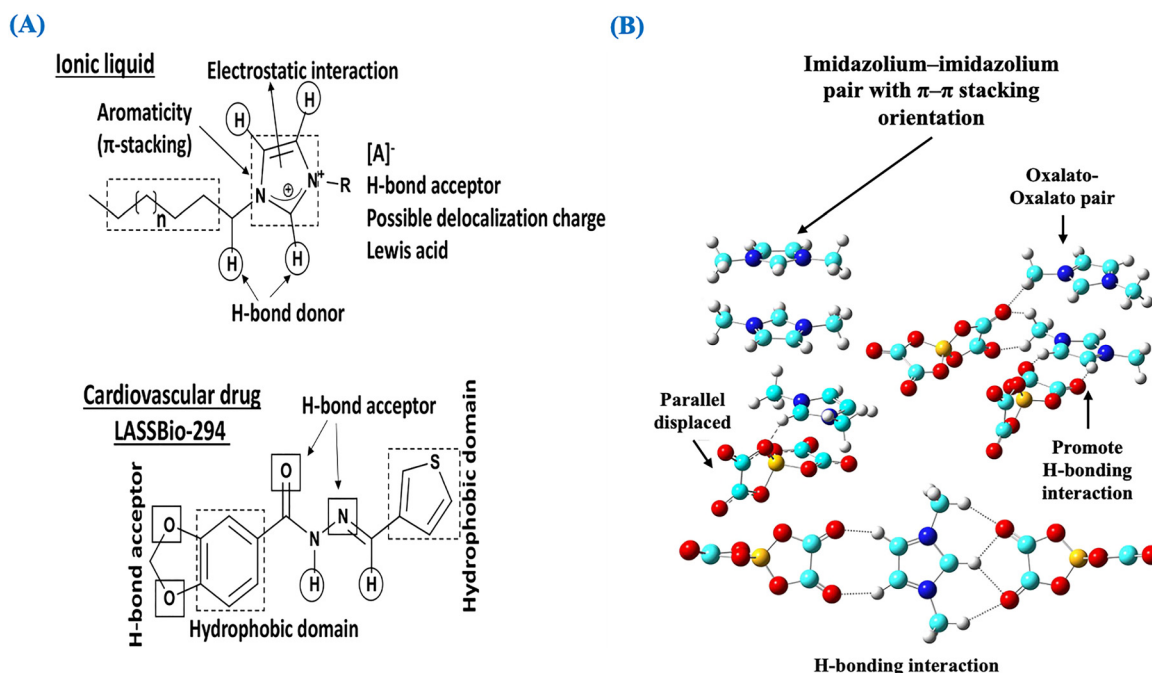 (A)
Ionic liquid
Electrostatic interaction
Aromaticity
(π-stacking)
H
H
[A]-
H-bond acceptor
Possible delocalization charge
Lewis acid
N
N+
R
+
n
H
H
H-bond donor
Cardiovascular drug
LASSBio-294
H-bond acceptor
Hydrophobic domain
H-bond acceptor
O
S
O
N
N
O
H
H
Hydrophobic domain
(B)
Imidazolium–imidazolium
pair with π–π stacking
orientation
Oxalato-
Oxalato pair
Parallel
displaced
Promote
H-bonding
interaction
H-bonding interaction